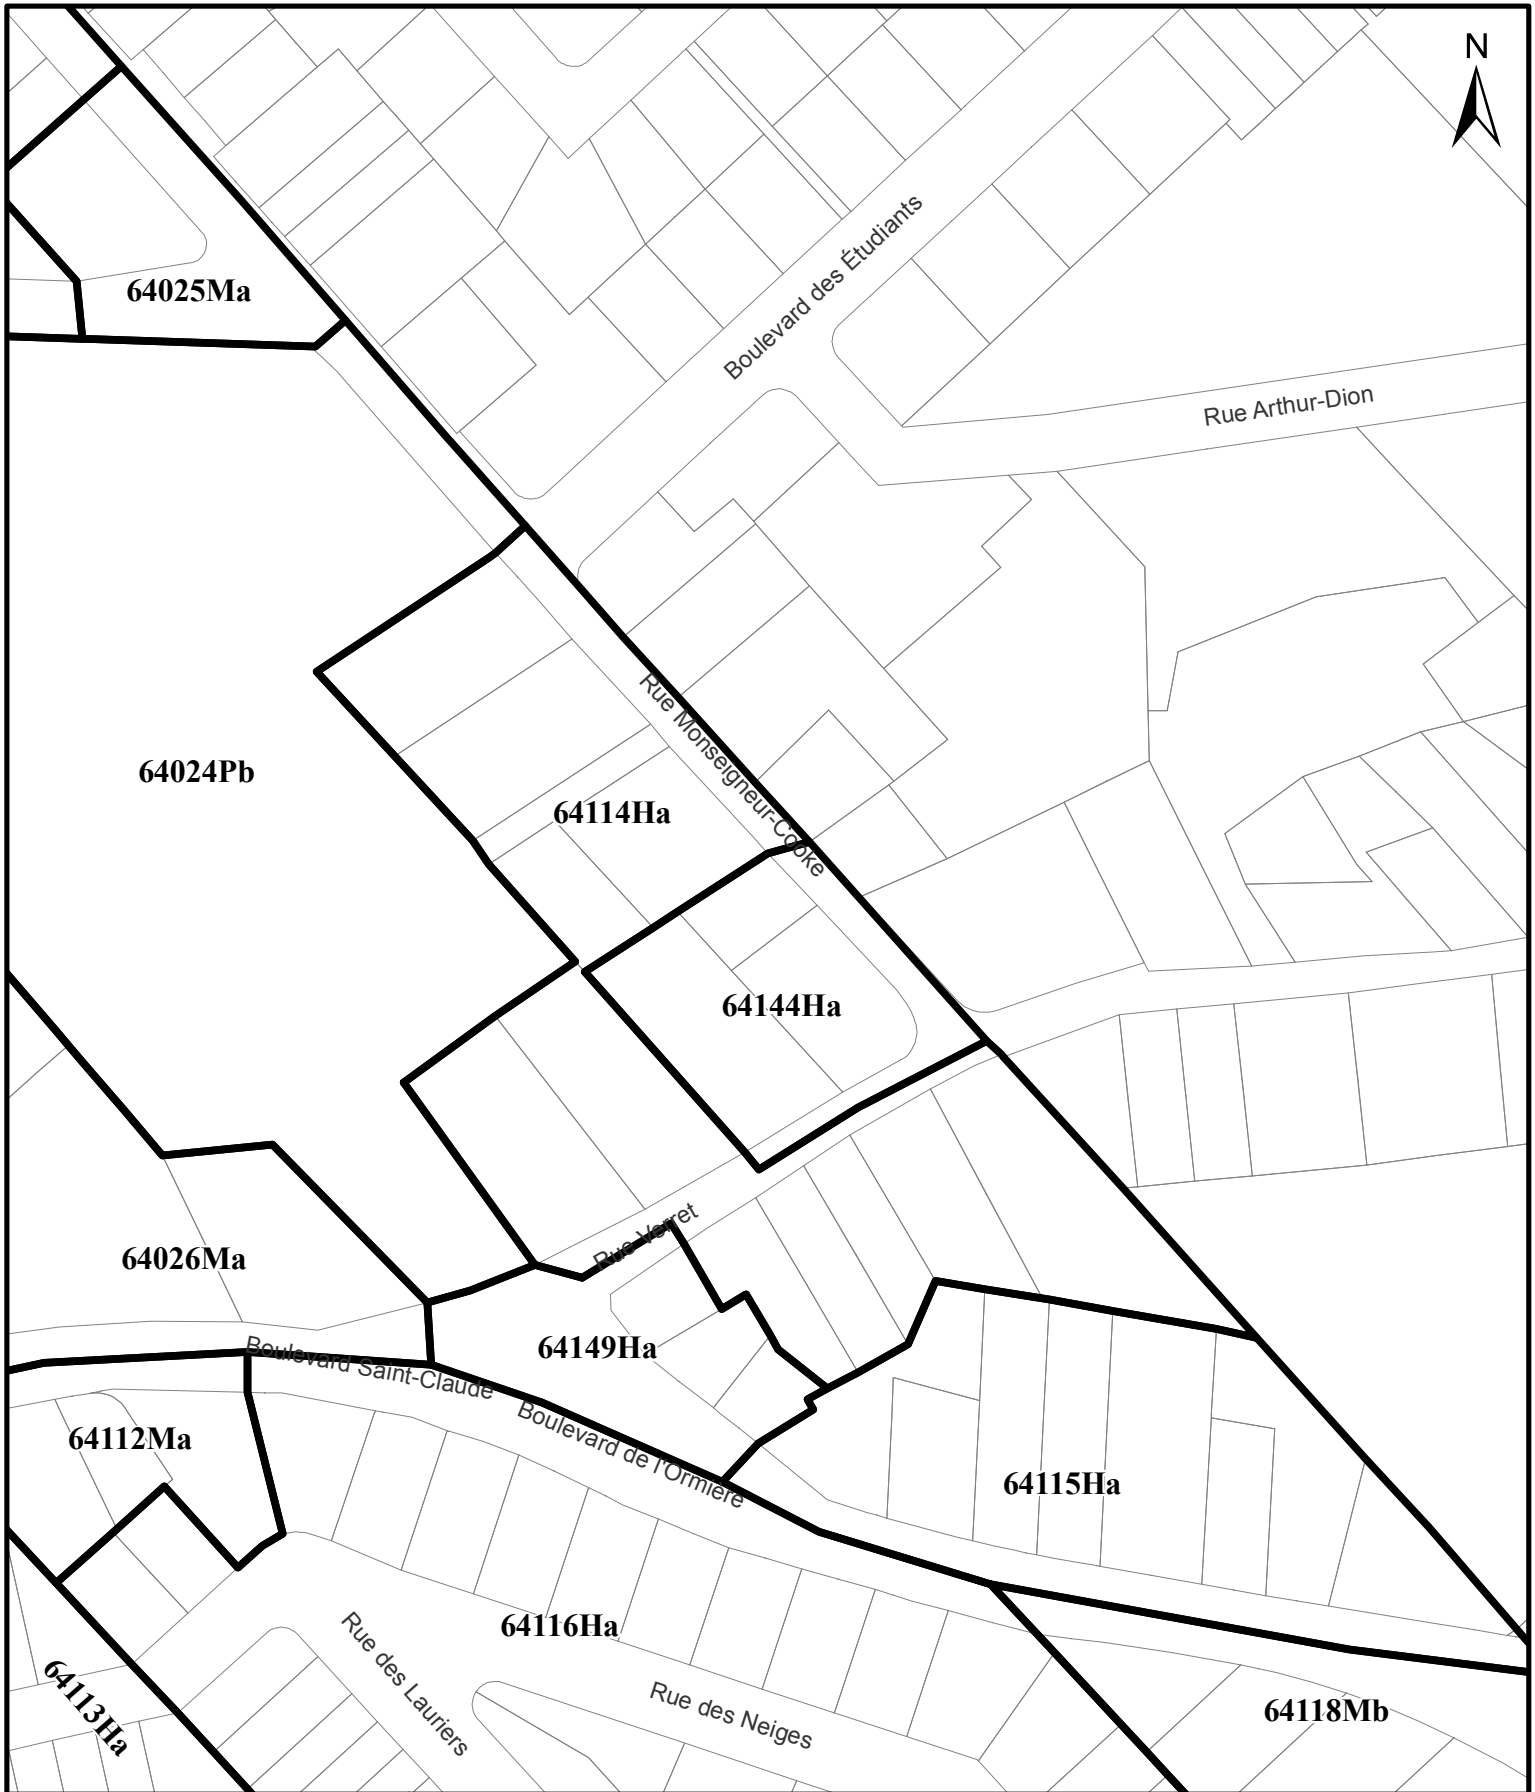 N
Boulevard des Étudiants
64025Ma
Rue Arthur-Dion
Rue Monseigneur-Cooke
64024Pb
64114Ha
64144Ha
Rue Verret
64026Ma
64149Ha
Boulevard Saint-Claude
Boulevard de l'Ormière
64112Ma
64115Ha
64116Ha
Rue des Lauriers
64113Ha
Rue des Neiges
64118Mb